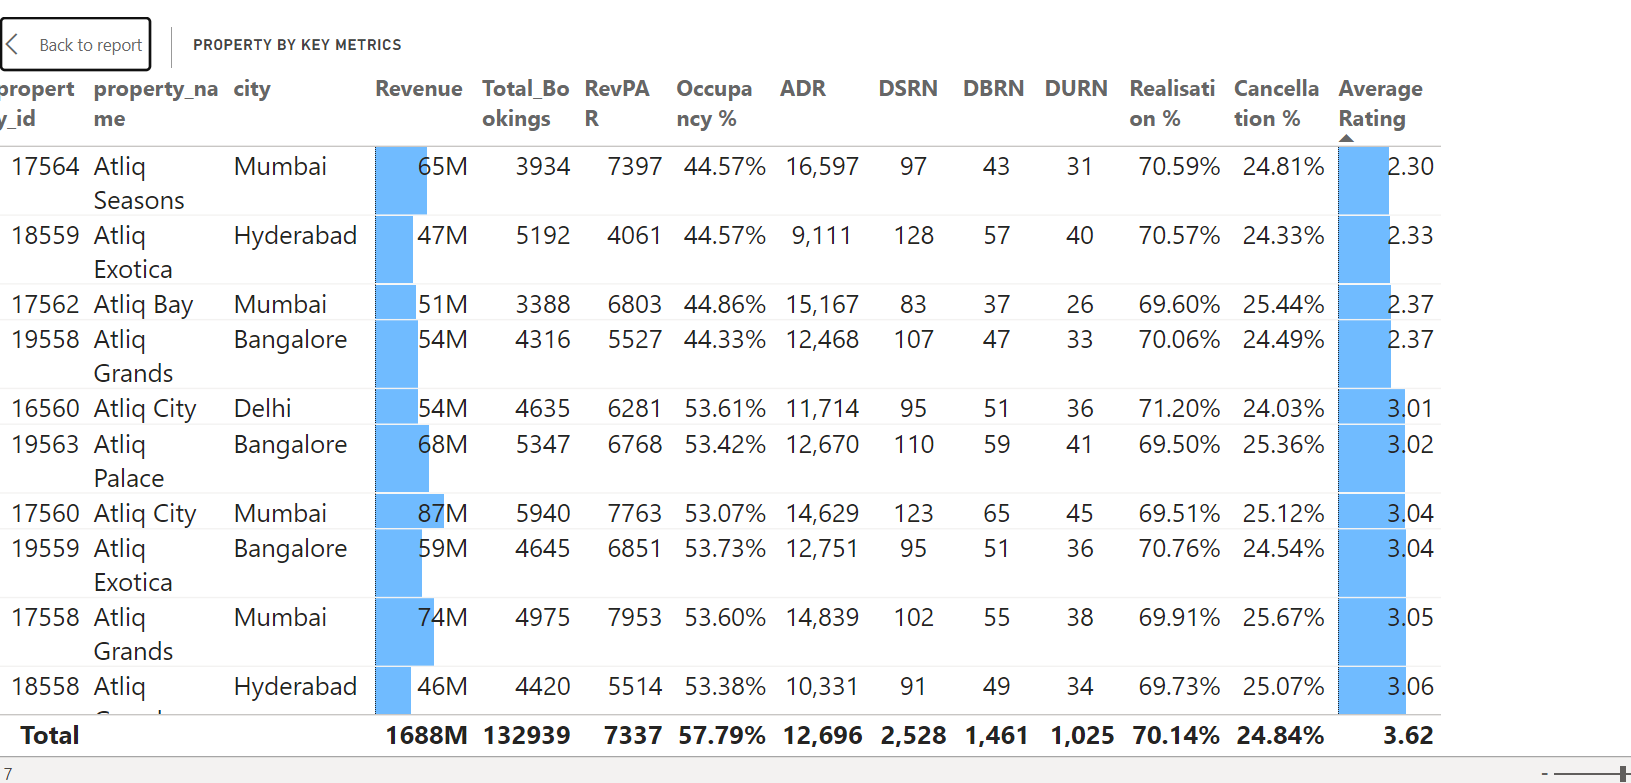 Back to report
PROPERTY BY KEY METRICS
propert property_na city Revenue Total_Bo RevPA Occupa ADR DSRN DBRN DURN Realisati Cancella Average
y_id me ookings R ncy % on % tion % Rating
17564 Atliq Mumbai 65M 3934 7397 44.57% 16,597 97 43 31 70.59% 24.81% 2.30
Seasons
18559 Atliq Hyderabad 47M 5192 4061 44.57% 9,111 128 57 40 70.57% 24.33% 2.33
Exotica
17562 Atliq Bay Mumbai 51M 3388 6803 44.86% 15,167 83 37 26 69.60% 25.44% 2.37
19558 Atliq Bangalore 54M 4316 5527 44.33% 12,468 107 47 33 70.06% 24.49% 2.37
Grands
16560 Atliq City Delhi 54M 4635 6281 53.61% 11,714 95 51 36 71.20% 24.03% 3.01
19563 Atliq Bangalore 68M 5347 6768 53.42% 12,670 110 59 41 69.50% 25.36% 3.02
Palace
17560 Atliq City Mumbai 87M 5940 7763 53.07% 14,629 123 65 45 69.51% 25.12% 3.04
19559 Atliq Bangalore 59M 4645 6851 53.73% 12,751 95 51 36 70.76% 24.54% 3.04
Exotica
17558 Atliq Mumbai 74M 4975 7953 53.60% 14,839 102 55 38 69.91% 25.67% 3.05
Grands
18558 Atliq Hyderabad 46M 4420 5514 53.38% 10,331 91 49 34 69.73% 25.07% 3.06
Total 1688M 132939 7337 57.79% 12,696 2,528 1,461 1,025 70.14% 24.84% 3.62
7 -